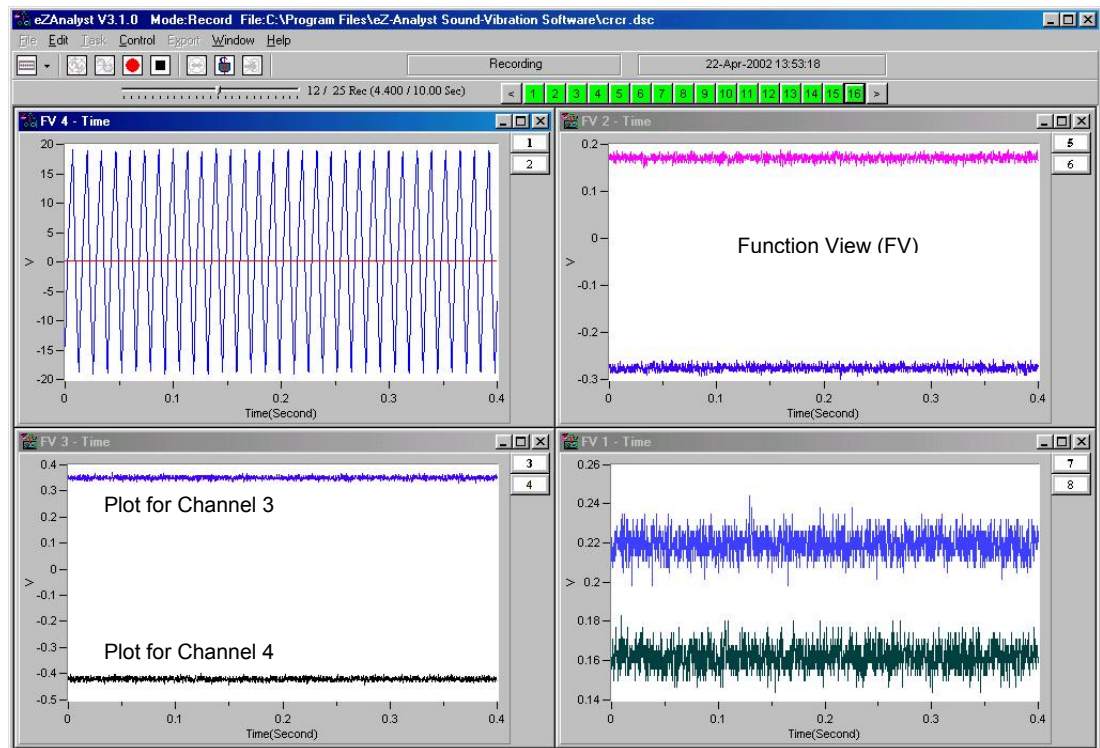 eZAnalyst V3.1.0 Mode:Record File:C:\Program Files\eZ-Analyst Sound-Vibration Software\crcr.dsc
File Edit Task Control Export Window Help
Recording 22-Apr-2002 13:53:18
12 / 25 Rec (4.400 / 10.00 Sec) < 1 2 3 4 5 6 7 8 9 10 11 12 13 14 15 16 >
FV 4 - Time
1
2
20
15
10
5
0
-5
-10
-15
-20
V
0 0.1 0.2 0.3 0.4
Time(Second)
FV 2 - Time
5
6
0.2
0.1
0
-0.1
-0.2
-0.3
V
Function View (FV)
0 0.1 0.2 0.3 0.4
Time(Second)
FV 3 - Time
3
4
0.4
0.3
0.2
0.1
0
-0.1
-0.2
-0.3
-0.4
-0.5
V
Plot for Channel 3
Plot for Channel 4
0 0.1 0.2 0.3 0.4
Time(Second)
FV 1 - Time
7
8
0.26
0.24
0.22
0.2
0.18
0.16
0.14
V
0 0.1 0.2 0.3 0.4
Time(Second)